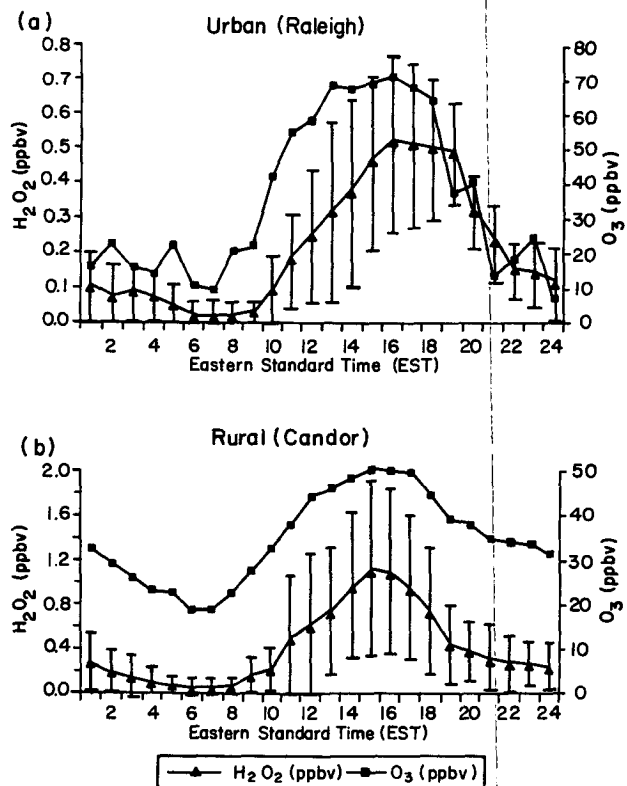 (a)
Urban (Raleigh)
0.8
0.7
0.6
0.5
0.4
0.3
0.2
0.1
0.0
H2O2 (ppbv)
80
70
60
50
40
30
20
10
0
O3 (ppbv)
2 4 6 8 10 12 14 16 18 20 22 24
Eastern Standard Time (EST)
(b)
Rural (Candor)
2.0
1.6
1.2
0.8
0.4
0.0
H2O2 (ppbv)
50
40
30
20
10
0
O3 (ppbv)
2 4 6 8 10 12 14 16 18 20 22 24
Eastern Standard Time (EST)
H2O2 (ppbv) O3 (ppbv)